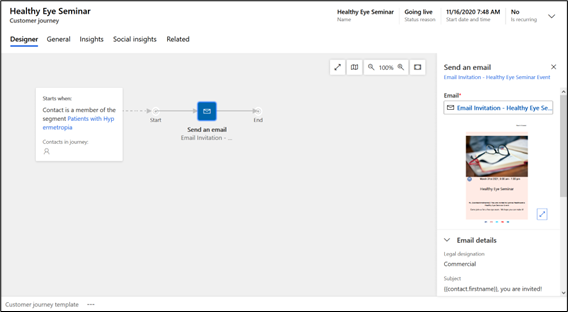 Healthy Eye Seminar
Customer journey
Healthy Eye Seminar
Name
Going live
Status reason
11/16/2020 7:48 AM
Start date and time
No
Is recurring
Designer General Insights Social insights Related
100%
Starts where:
Contact is a member of the
segment Patients with Hyp
ermetropia
Contacts in journey:
Start
End
Send an email
Email Invitation - ...
Send an email
Email Invitation - Healthy Eye Seminar Event
Email*
Email Invitation - Healthy Eye Se...
Healthy Eye Seminar
Email details
Legal designation
Commercial
Subject
{{contact.firstname}}, you are invited!
Customer journey template